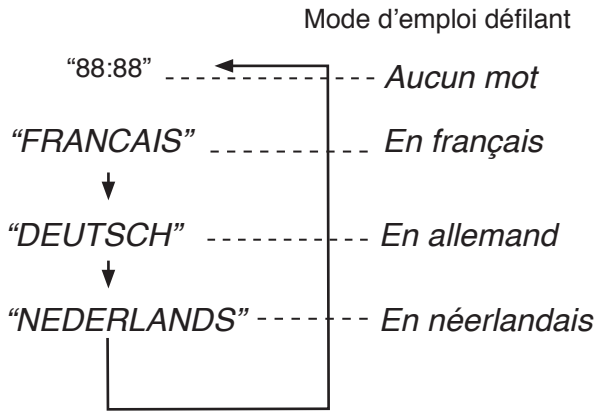 Mode d'emploi défilant
“88:88” Aucun mot
“FRANCAIS” En français
“DEUTSCH” En allemand
“NEDERLANDS” En néerlandais